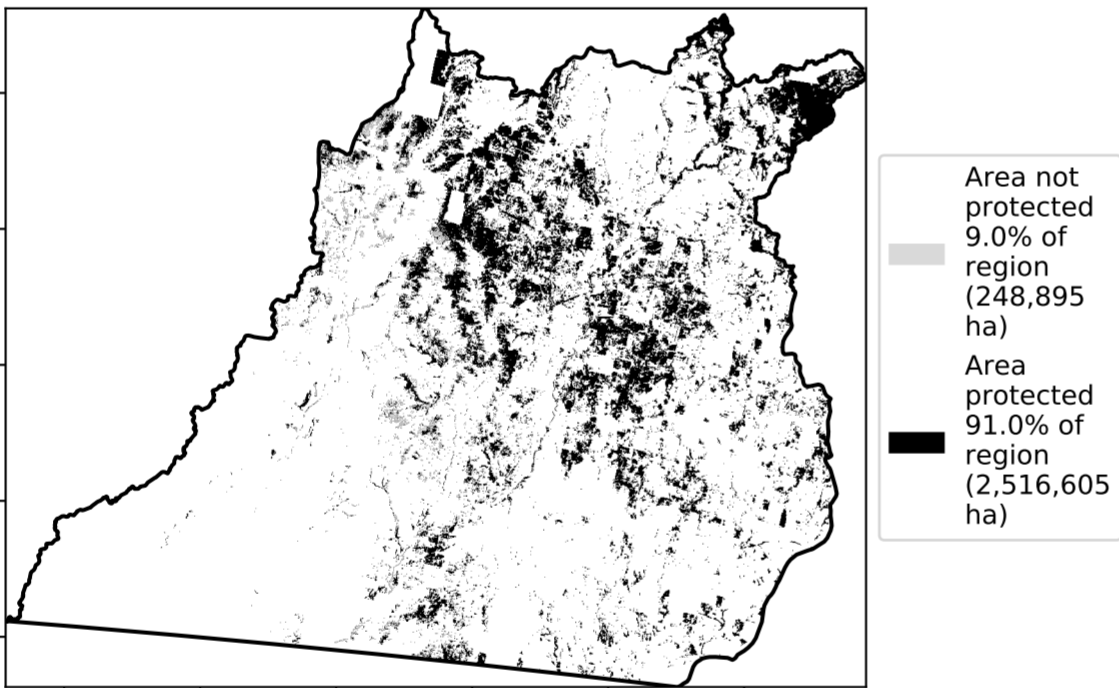 Area not
protected
9.0% of
region
(248,895
ha)
Area
protected
91.0% of
region
(2,516,605
ha)